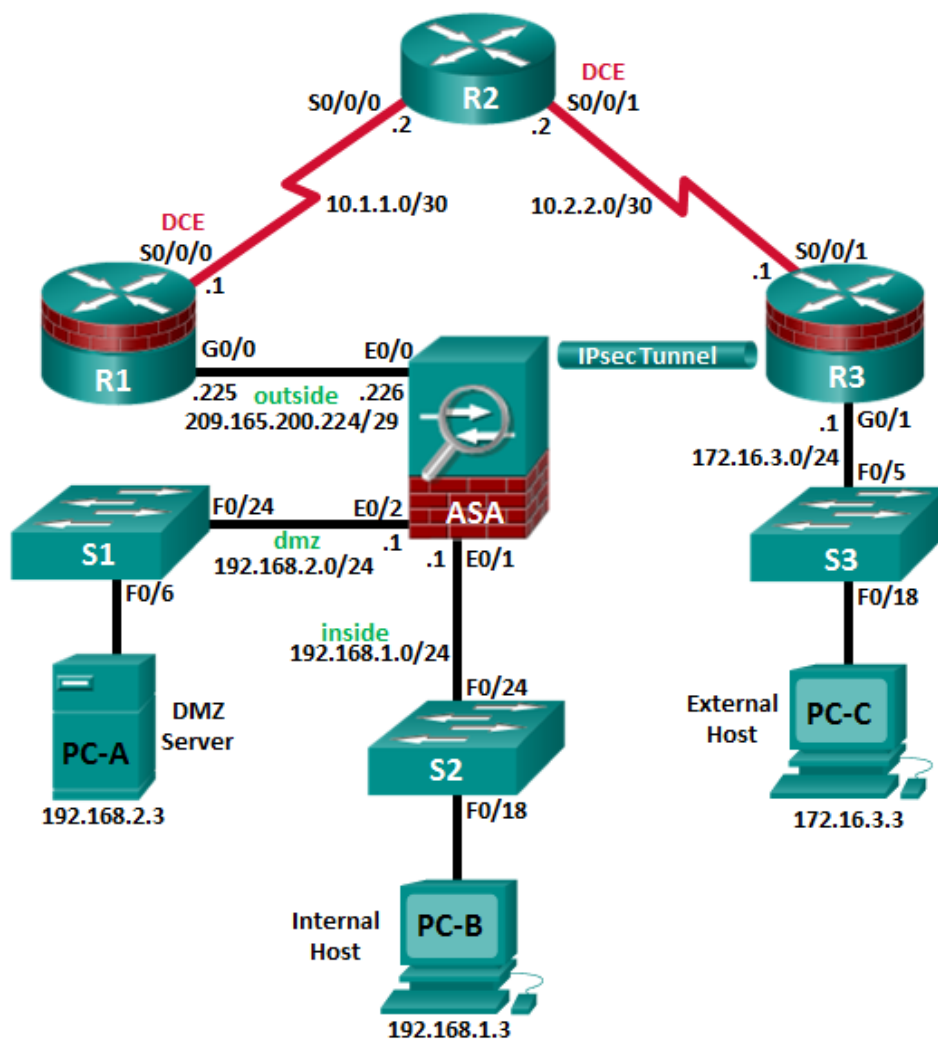 DCE
S0/0/0
R2
S0/0/1
.2
.2
10.1.1.0/30
10.2.2.0/30
DCE
S0/0/0
.1
S0/0/1
.1
R1
G0/0
E0/0
.225
outside
.226
209.165.200.224/29
IPsec Tunnel
R3
.1
G0/1
172.16.3.0/24
F0/5
ASA
F0/24
E0/2
S1
dmz
.1
192.168.2.0/24
.1
E0/1
S3
F0/6
F0/18
inside
192.168.1.0/24
F0/24
DMZ
Server
PC-A
192.168.2.3
S2
External
Host
PC-C
F0/18
172.16.3.3
Internal
Host
PC-B
192.168.1.3